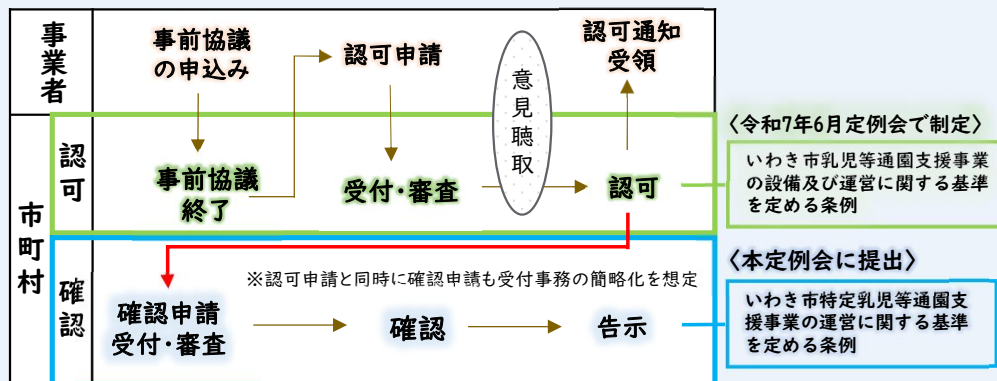 事業者
事前協議
の申込み
認可申請
認可通知
受領
意見聴取
市町村
認可
事前協議
終了
受付・審査
認可
〈令和7年6月定例会で制定〉
いわき市乳児等通園支援事業
の設備及び運営に関する基準
を定める条例
確認
※認可申請と同時に確認申請も受付事務の簡略化を想定
確認申請
受付・審査
確認
告示
〈本定例会に提出〉
いわき市特定乳児等通園支
援事業の運営に関する基準
を定める条例